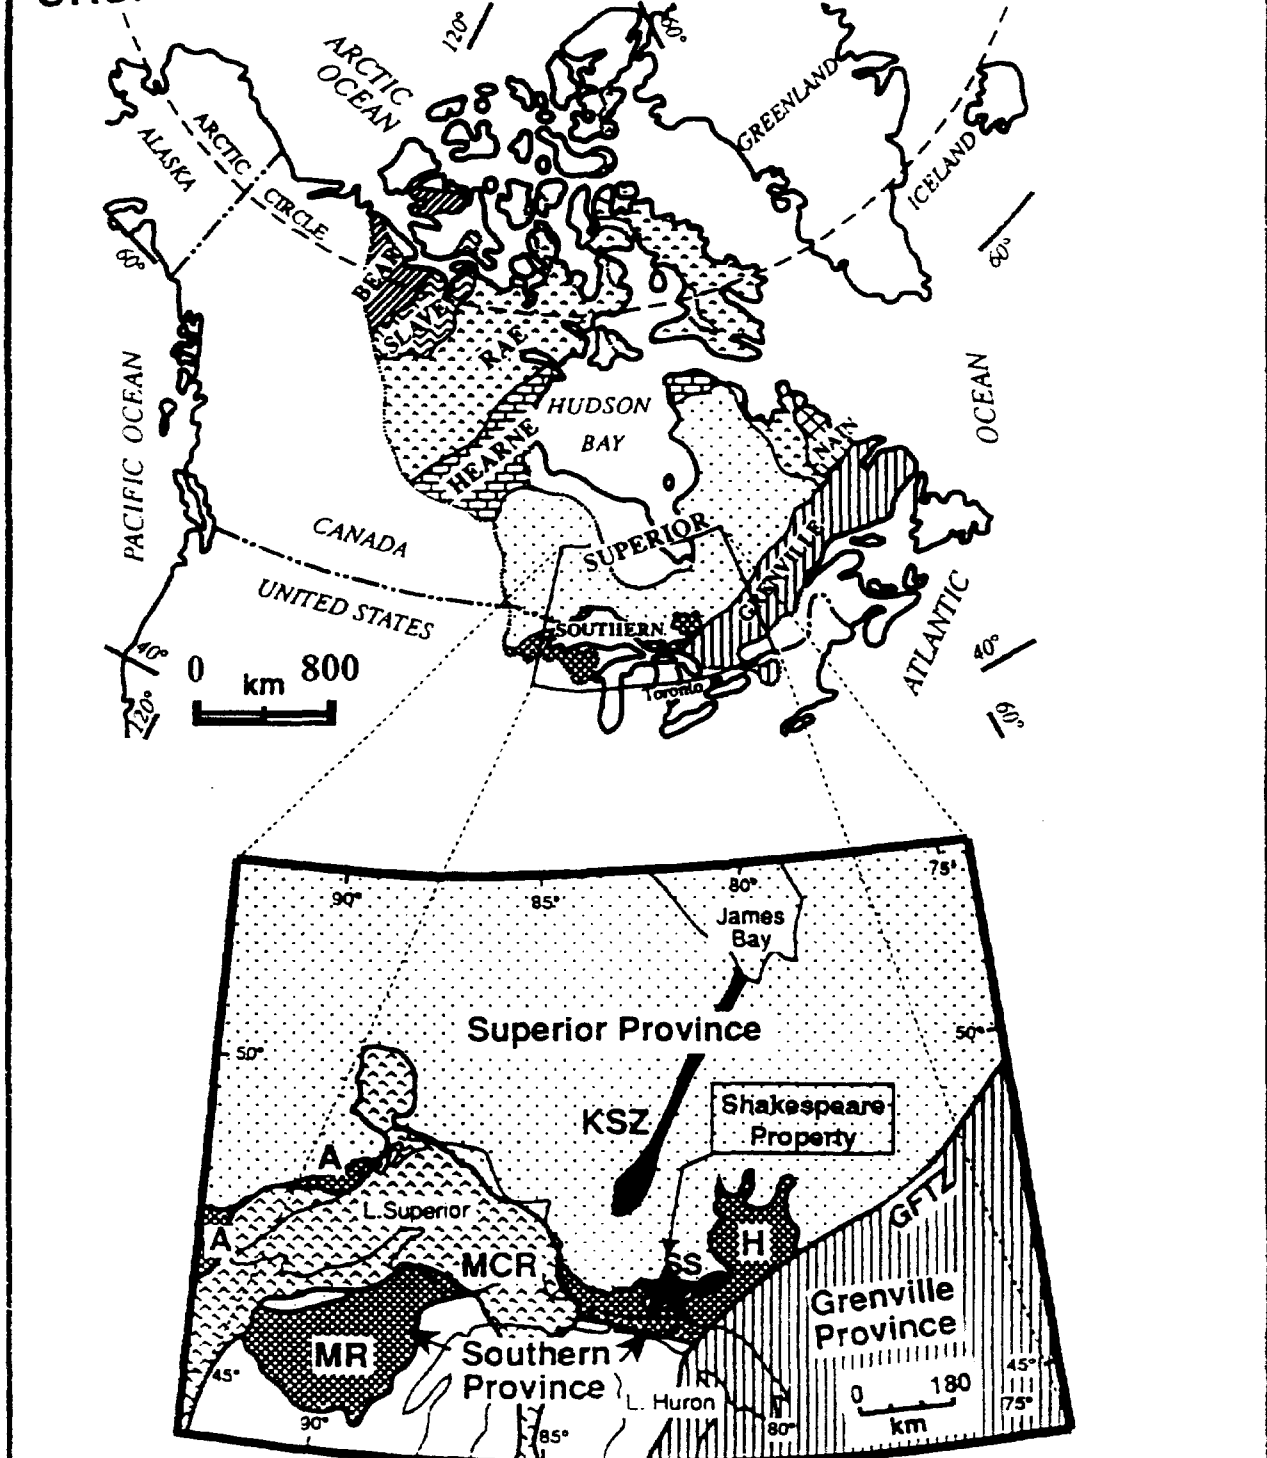 120°
60°
ARCTIC
OCEAN
GREENLAND
ICELAND
ALASKA
ARCTIC
CIRCLE
60°
60°
BEAR
SLAVE
RAE
HEARNE
HUDSON
BAY
NAIN
PACIFIC OCEAN
OCEAN
CANADA
UNITED STATES
SUPERIOR
GRENVILLE
SOUTHERN
Toronto
ATLANTIC
40°
120°
40°
60°
0 800
km
90°
85°
80°
75°
James
Bay
Superior Province
50°
50°
KSZ
Shakespeare
Property
A
A
L.Superior
MCR
SS
H
GFTZ
Grenville
Province
MR
Southern
Province
L. Huron
0 180
km
45°
45°
90°
85°
80°
75°